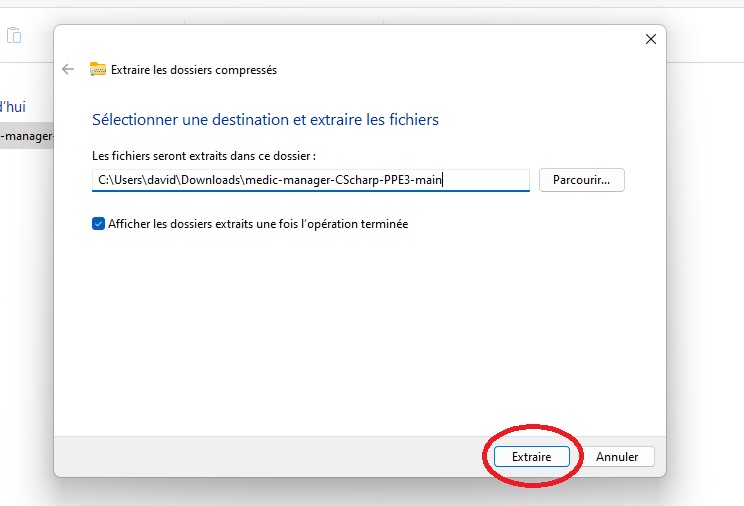 Extraire les dossiers compressés
d'hui
Sélectionner une destination et extraire les fichiers
-manager-
Les fichiers seront extraits dans ce dossier :
C:\Users\david\Downloads\medic-manager-CScharp-PPE3-main
Parcourir...
Afficher les dossiers extraits une fois l'opération terminée
Extraire
Annuler